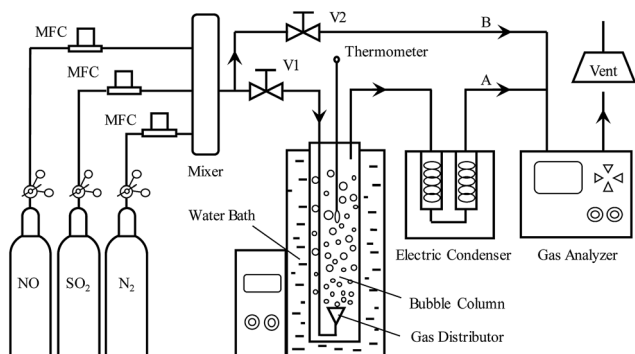 V2
B
MFC
Thermometer
MFC
V1
A
Vent
MFC
Mixer
Water Bath
Electric Condenser
Gas Analyzer
NO
SO₂
N₂
Bubble Column
Gas Distributor